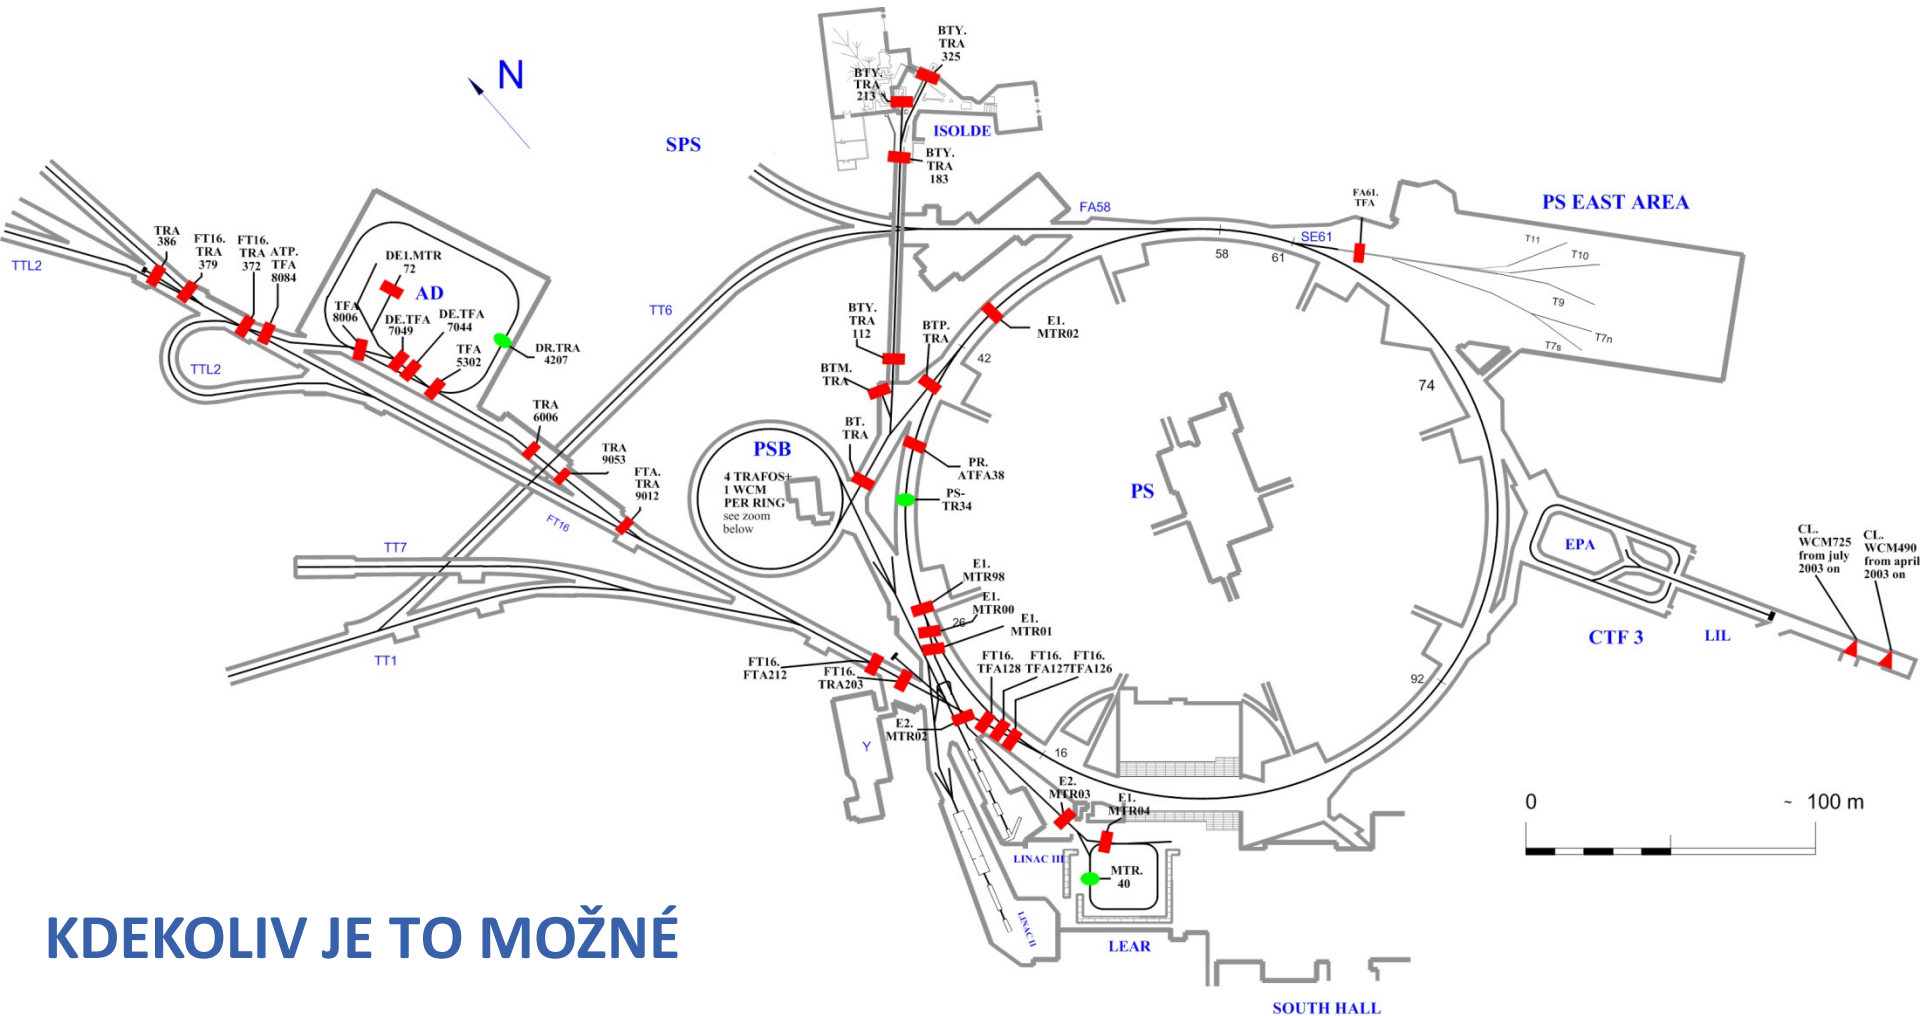 BTY.
TRA
325
BTY.
TRA
213
ISOLDE
BTY.
TRA
183
N
SPS
FA58
FA61.
TFA
PS EAST AREA
SE61
58
61
T11
T10
T9
T7n
T7s
TTL2
TRA
386
FT16.
TRA
379
FT16.
TRA
372
ATP.
TFA
8084
DE1.MTR
72
AD
TFA
8006
DE.TFA
7049
DE.TFA
7044
TFA
5302
DR.TRA
4207
TTL2
TT6
BTY.
TRA
112
BTP.
TRA
E1.
MTR02
42
74
BTM.
TRA
TRA
6006
TRA
9053
FTA.
TRA
9012
FT16
BT.
TRA
PSB
4 TRAFOS+
1 WCM
PER RING
see zoom
below
PR.
ATFA38
PS-
TR34
PS
TT7
TT1
E1.
MTR98
E1.
MTR00
26
E1.
MTR01
EPA
CL.
WCM725
from july
2003 on
CL.
WCM490
from april
2003 on
CTF 3
LIL
FT16.
FTA212
FT16.
TRA203
FT16.
TFA128
FT16.
TFA127
FT16.
TFA126
92
E2.
MTR02
Y
16
E2.
MTR03
E1.
MTR04
0
~ 100 m
LINAC III
MTR.
40
LINAC II
LEAR
SOUTH HALL
KDEKOLIV JE TO MOŽNÉ